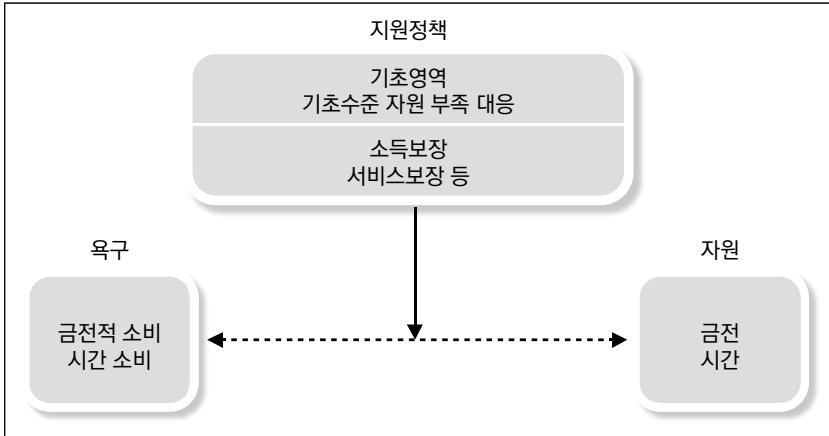 지원정책
기초영역
기초수준 자원 부족 대응
소득보장
서비스보장 등
욕구
자원
금전적 소비
시간 소비
금전
시간